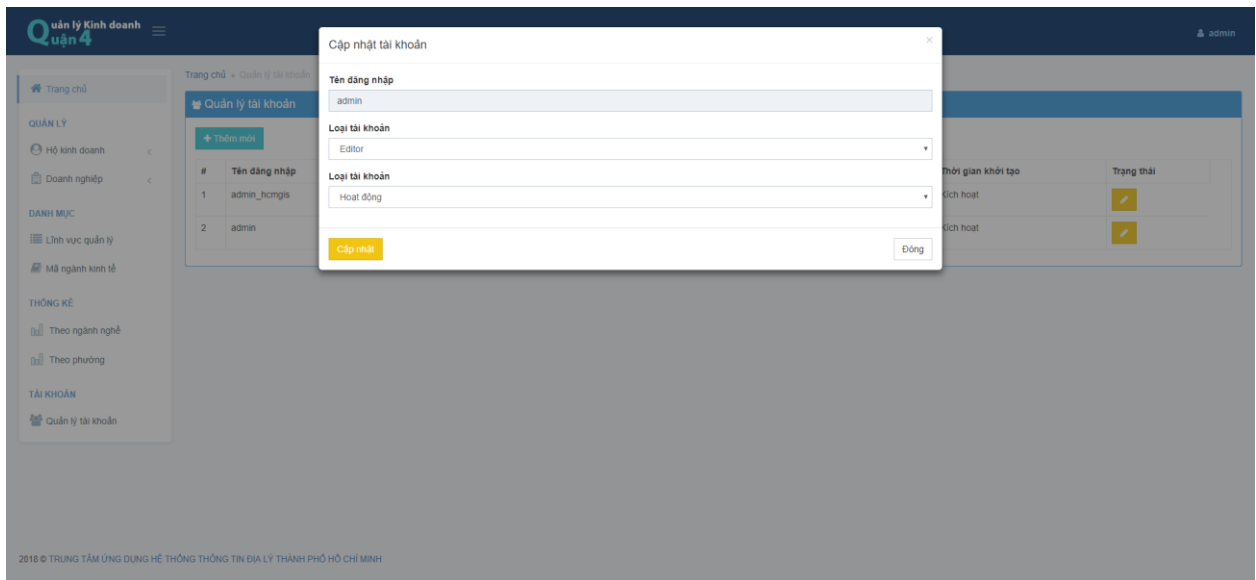 Quản lý Kinh doanh
Quận 4
admin
Trang chủ
QUẢN LÝ
Hộ kinh doanh
Doanh nghiệp
DANH MỤC
Lĩnh vực quản lý
Mã ngành kinh tế
THỐNG KÊ
Theo ngành nghề
Theo phường
TÀI KHOẢN
Quản lý tài khoản
Trang chủ » Quản lý tài khoản
Quản lý tài khoản
+ Thêm mới
# Tên đăng nhập Thời gian khởi tạo Trạng thái
1 admin_hcmgis Kích hoạt
2 admin Kích hoạt
Cập nhật tài khoản ×
Tên đăng nhập
admin
Loại tài khoản
Editor
Loại tài khoản
Hoạt động
Cập nhật Đóng
2018 © TRUNG TÂM ỨNG DỤNG HỆ THỐNG THÔNG TIN ĐỊA LÝ THÀNH PHỐ HỒ CHÍ MINH